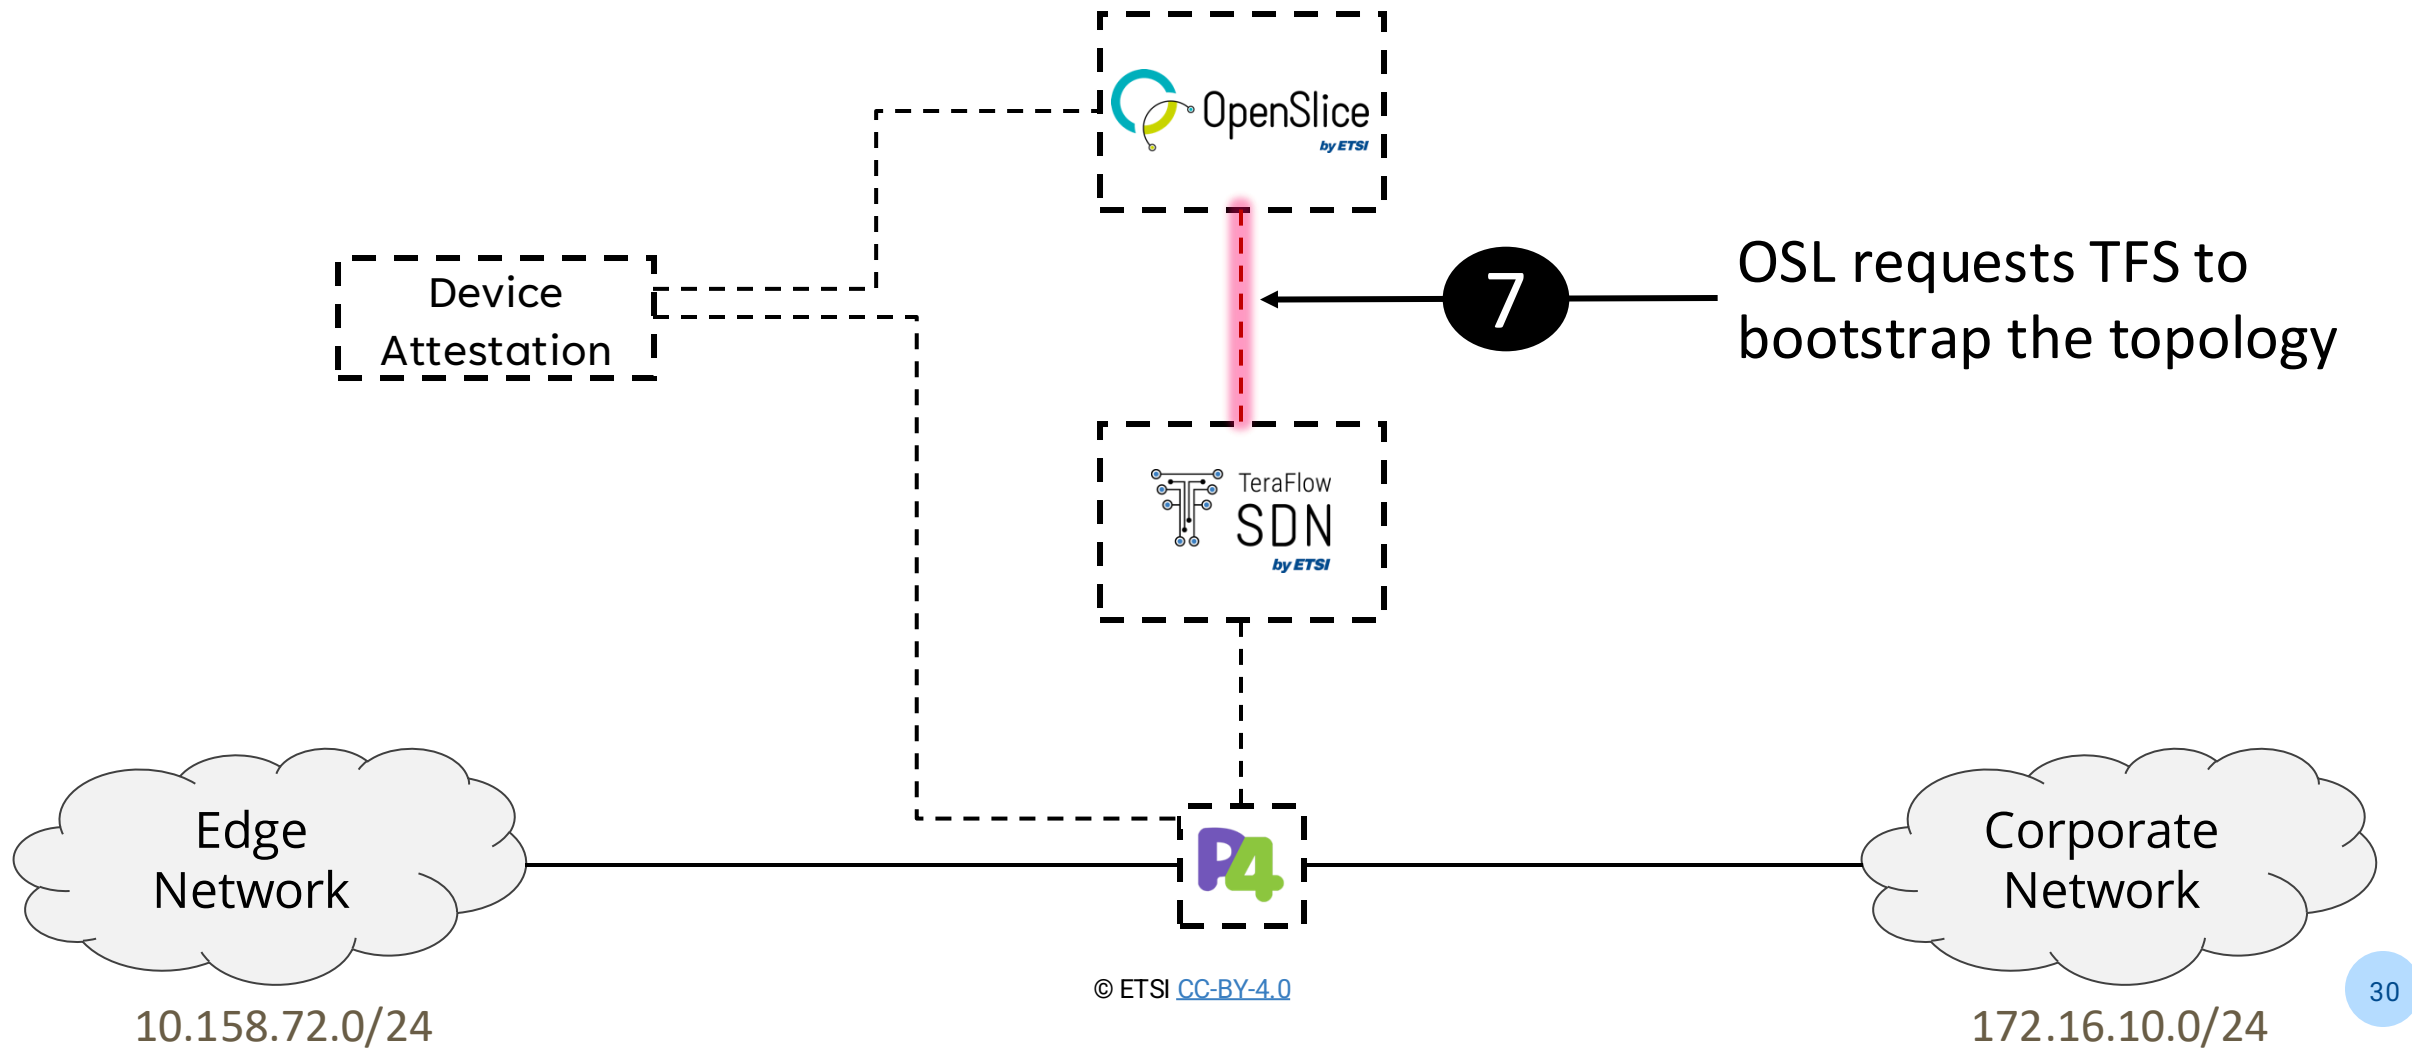 OpenSlice
by ETSI
Device
Attestation
7
OSL requests TFS to
bootstrap the topology
TeraFlow
SDN
by ETSI
Edge
Network
P4
Corporate
Network
© ETSI CC-BY-4.0
30
10.158.72.0/24
172.16.10.0/24